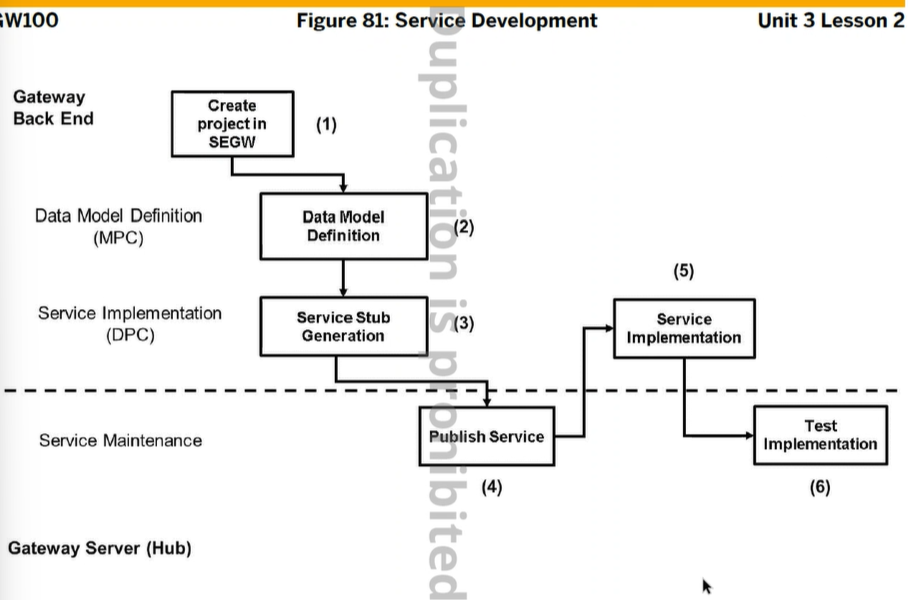 GW100
Figure 81: Service Development
Unit 3 Lesson 2
Gateway
Back End
Create
project in
SEGW
(1)
Data Model Definition
(MPC)
Data Model
Definition
(2)
(5)
Service Implementation
(DPC)
Service Stub
Generation
(3)
Service
Implementation
Service Maintenance
Publish Service
Test
Implementation
(4)
(6)
Gateway Server (Hub)
Duplication is prohibited